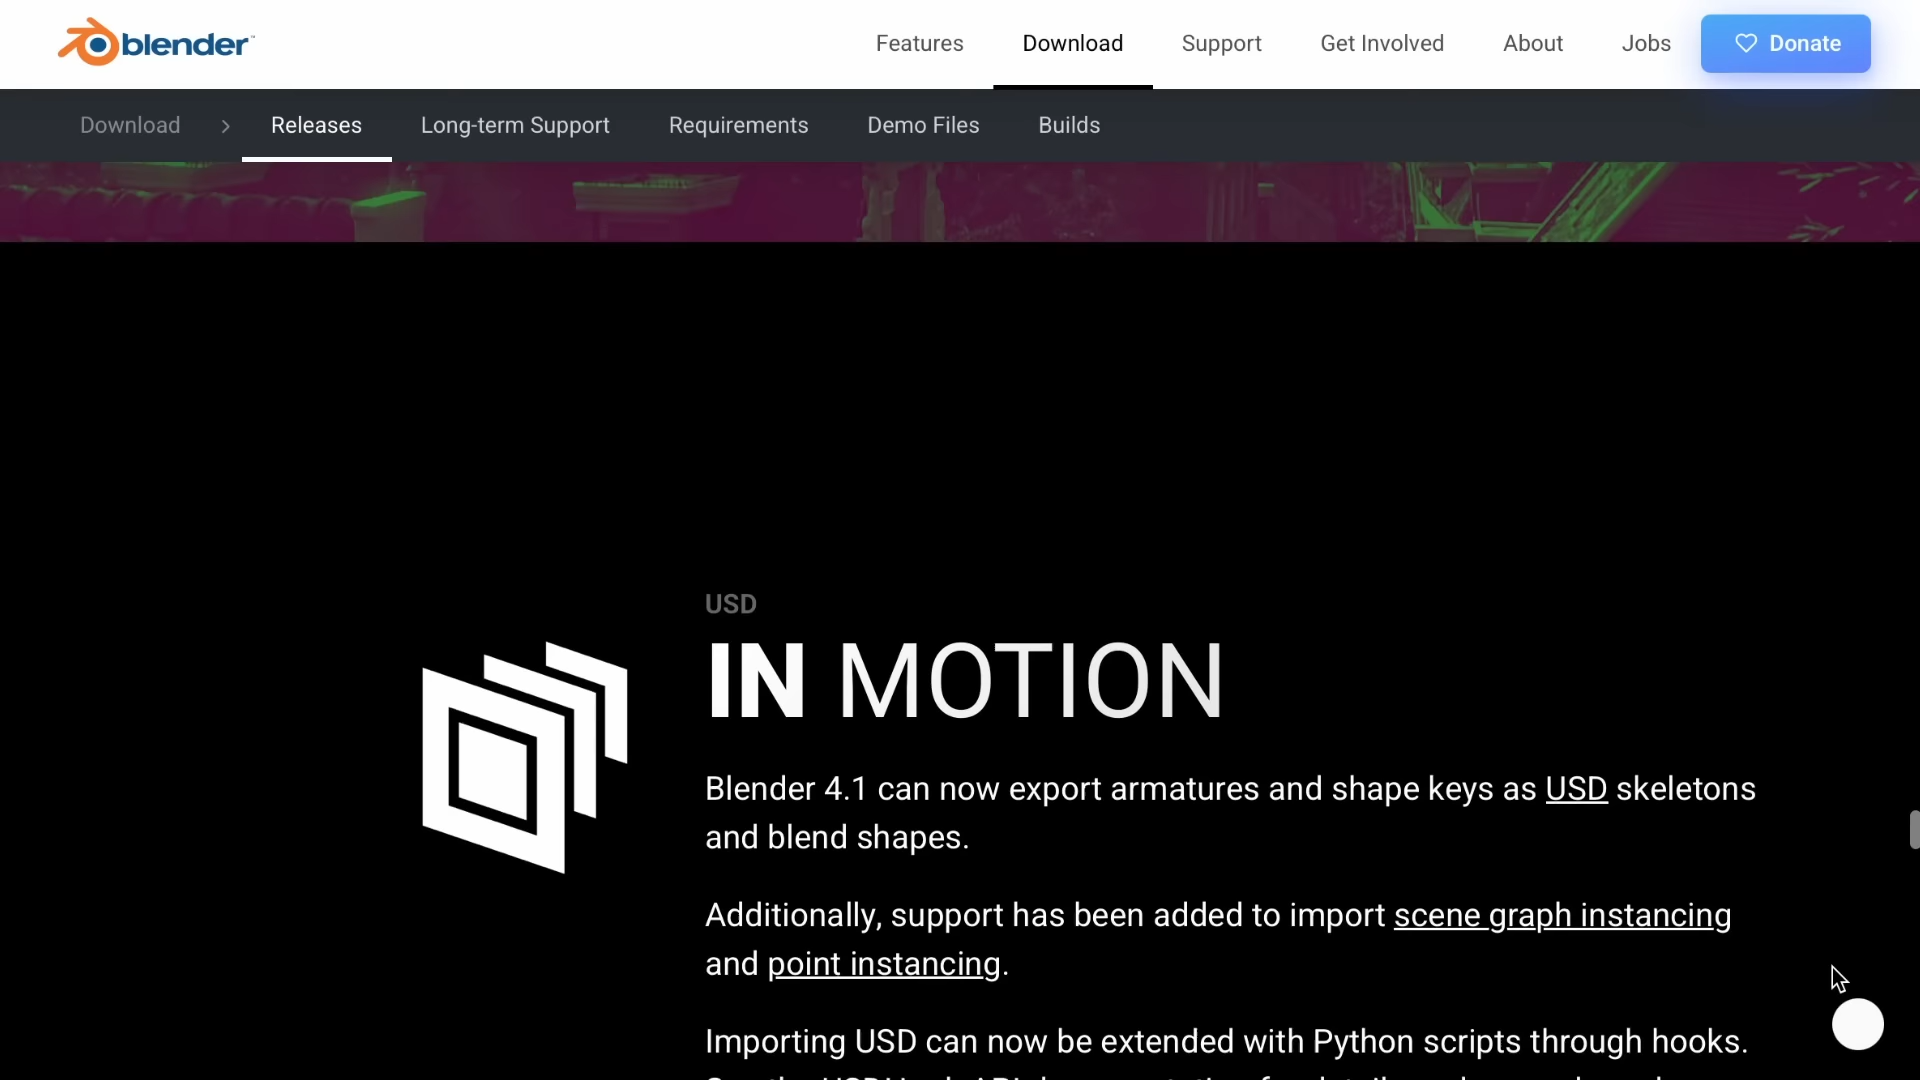 blender™
Features Download Support Get Involved About Jobs Donate
Download > Releases Long-term Support Requirements Demo Files Builds
USD
IN MOTION
Blender 4.1 can now export armatures and shape keys as USD skeletons
and blend shapes.
Additionally, support has been added to import scene graph instancing
and point instancing.
Importing USD can now be extended with Python scripts through hooks.